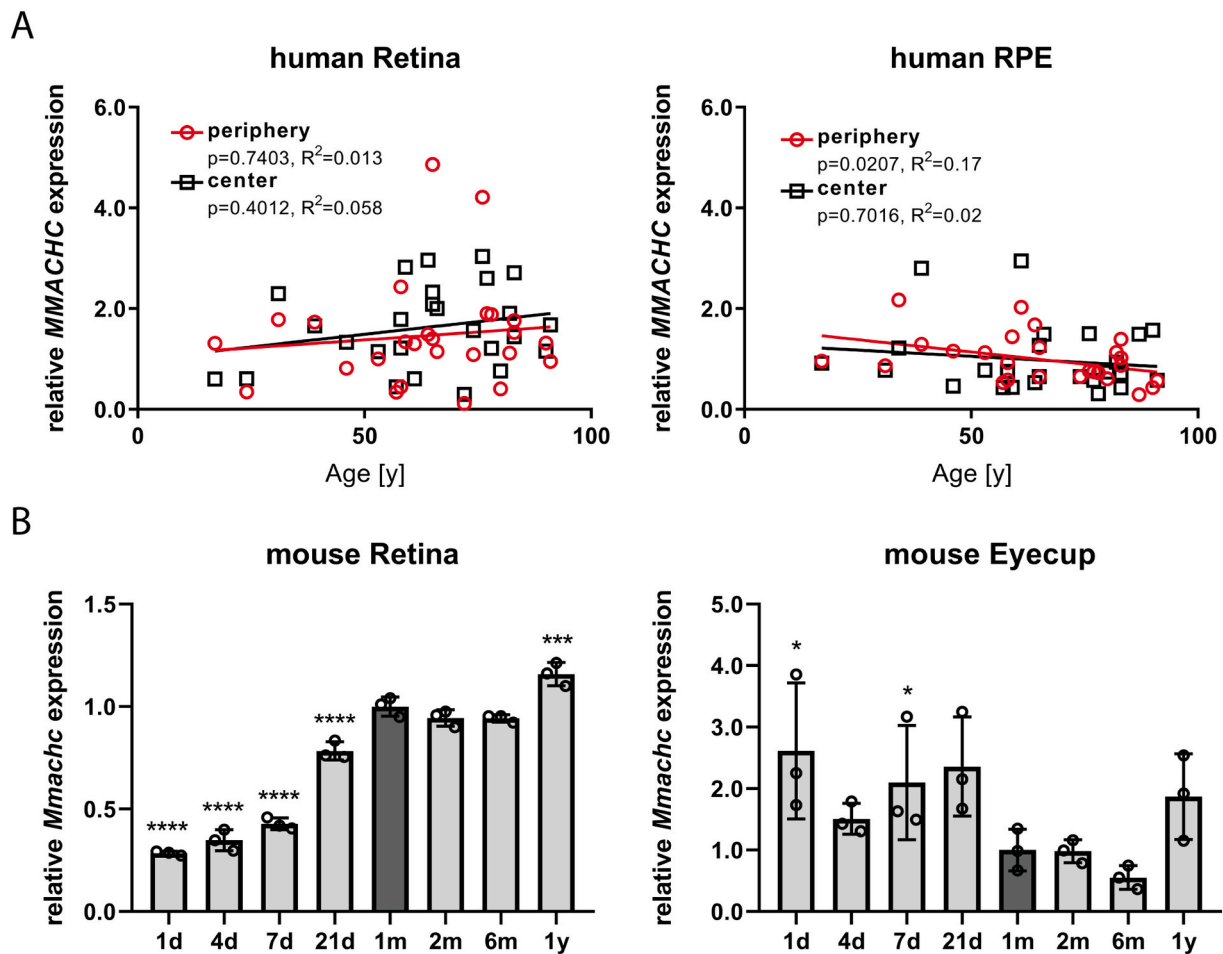 A
human Retina
relative MMACHC expression
6.0
4.0
2.0
0.0
periphery
p=0.7403, R²=0.013
center
p=0.4012, R²=0.058
0 50 100
Age [y]
human RPE
relative MMACHC expression
6.0
4.0
2.0
0.0
periphery
p=0.0207, R²=0.17
center
p=0.7016, R²=0.02
0 50 100
Age [y]
B
mouse Retina
relative Mmachc expression
1.5
1.0
0.5
0.0
**** **** **** **** ***
1d 4d 7d 21d 1m 2m 6m 1y
mouse Eyecup
relative Mmachc expression
5.0
4.0
3.0
2.0
1.0
0.0
* *
1d 4d 7d 21d 1m 2m 6m 1y